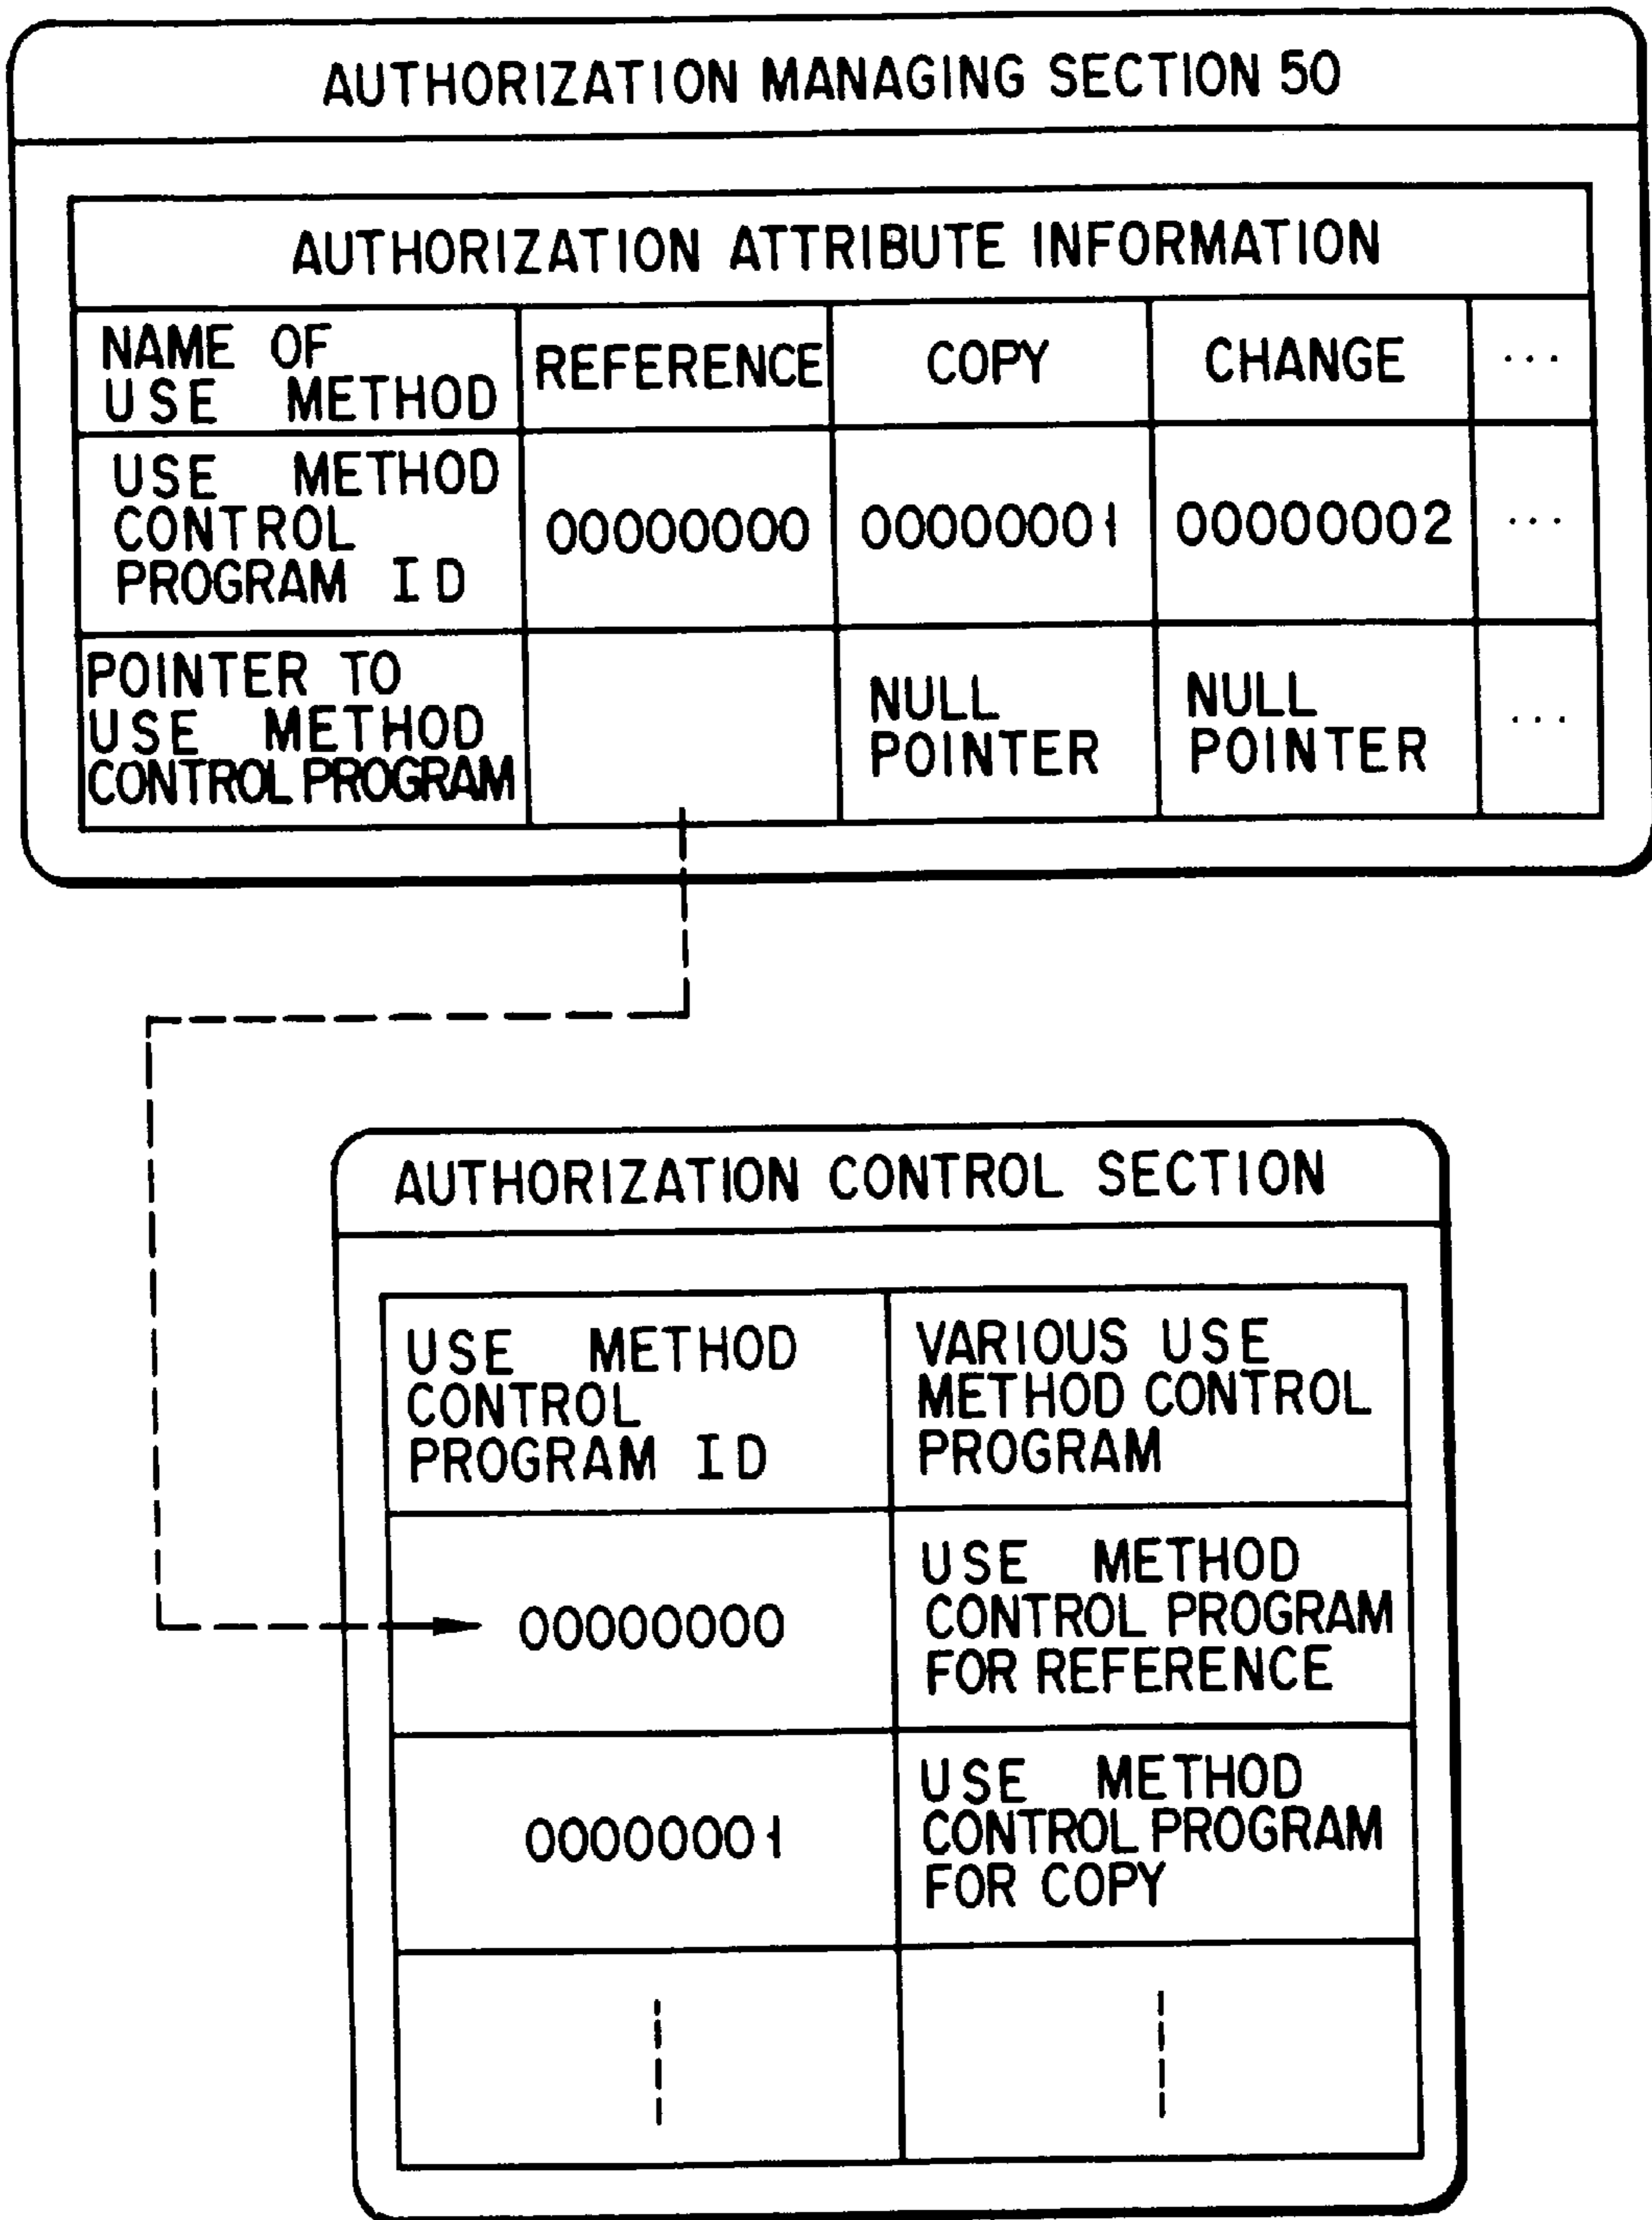 AUTHORIZATION MANAGING SECTION 50
AUTHORIZATION ATTRIBUTE INFORMATION
NAME OF
USE METHOD
REFERENCE
COPY
CHANGE
...
USE METHOD
CONTROL
PROGRAM ID
00000000
00000001
00000002
...
POINTER TO
USE METHOD
CONTROL PROGRAM
NULL
POINTER
NULL
POINTER
...
AUTHORIZATION CONTROL SECTION
USE METHOD
CONTROL
PROGRAM ID
VARIOUS USE
METHOD CONTROL
PROGRAM
00000000
USE METHOD
CONTROL PROGRAM
FOR REFERENCE
00000001
USE METHOD
CONTROL PROGRAM
FOR COPY